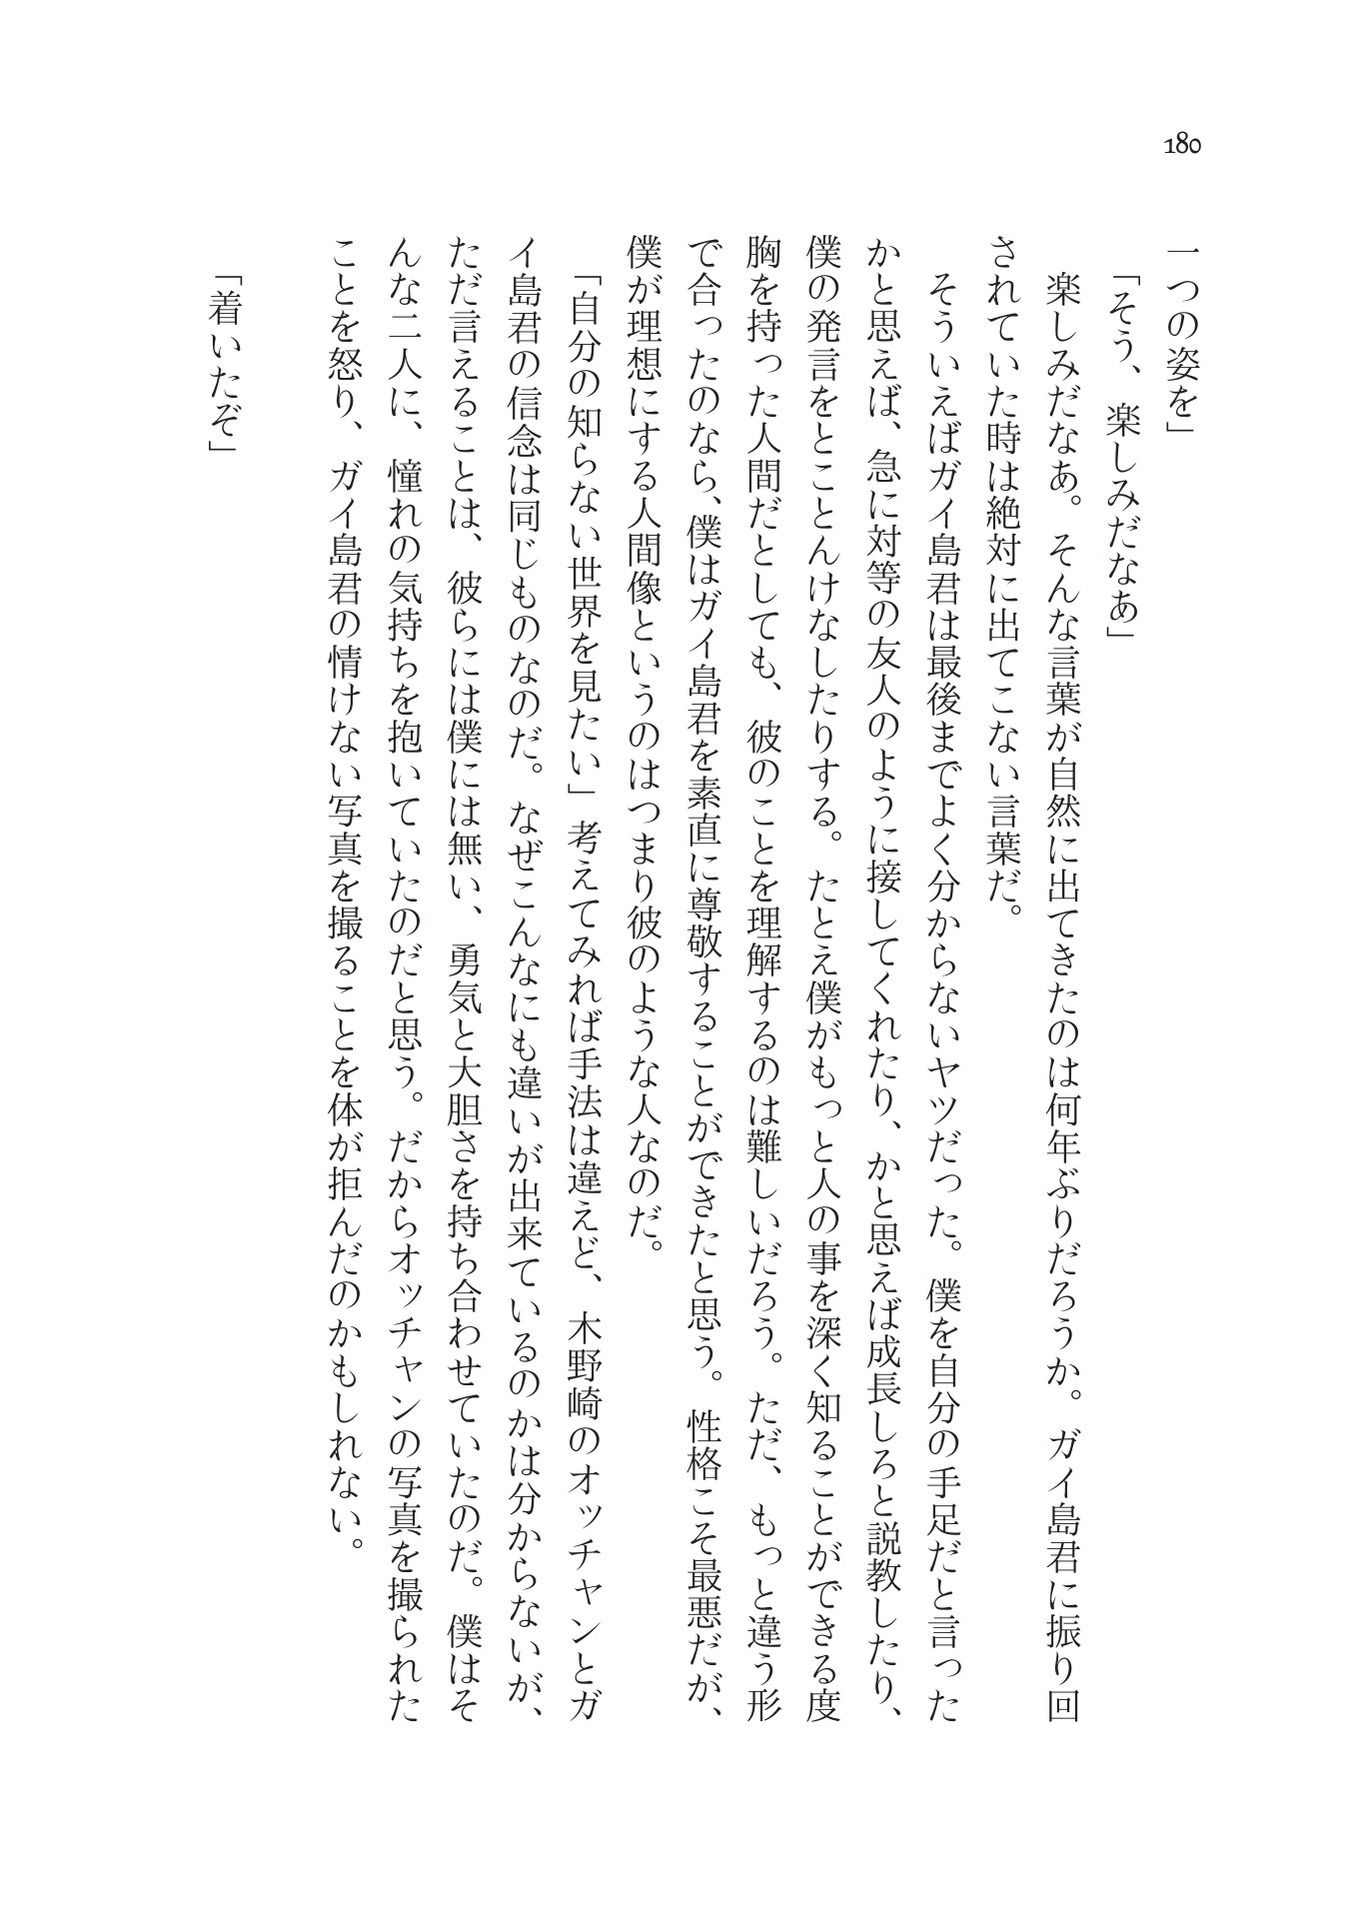 180
一つの姿を」
「そう、楽しみだなあ」
楽しみだなあ。そんな言葉が自然に出てきたのは何年ぶりだろうか。ガイ島君に振り回
されていた時は絶対に出てこない言葉だ。
そういえばガイ島君は最後までよく分からないヤツだった。僕を自分の手足だと言った
かと思えば、急に対等の友人のように接してくれたり、かと思えば成長しろと説教したり、
僕の発言をとことんけなしたりする。たとえ僕がもっと人の事を深く知ることができる度
胸を持った人間だとしても、彼のことを理解するのは難しいだろう。ただ、もっと違う形
で合ったのなら、僕はガイ島君を素直に尊敬することができたと思う。性格こそ最悪だが、
僕が理想にする人間像というのはつまり彼のような人なのだ。
「自分の知らない世界を見たい」考えてみれば手法は違えど、木野崎のオッチャンとガ
イ島君の信念は同じものなのだ。なぜこんなにも違いが出来ているのかは分からないが、
ただ言えることは、彼らには僕には無い、勇気と大胆さを持ち合わせていたのだ。僕はそ
んな二人に、憧れの気持ちを抱いていたのだと思う。だからオッチャンの写真を撮られた
ことを怒り、ガイ島君の情けない写真を撮ることを体が拒んだのかもしれない。
「着いたぞ」